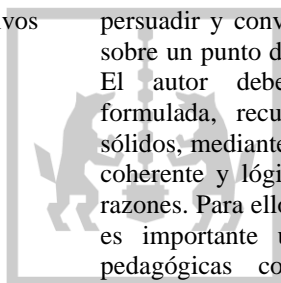 vos persuadir y conv
sobre un punto d
El autor debe
formulada, recu
sólidos, mediante
coherente y lógi
razones. Para ello
es importante u
pedagógicas co